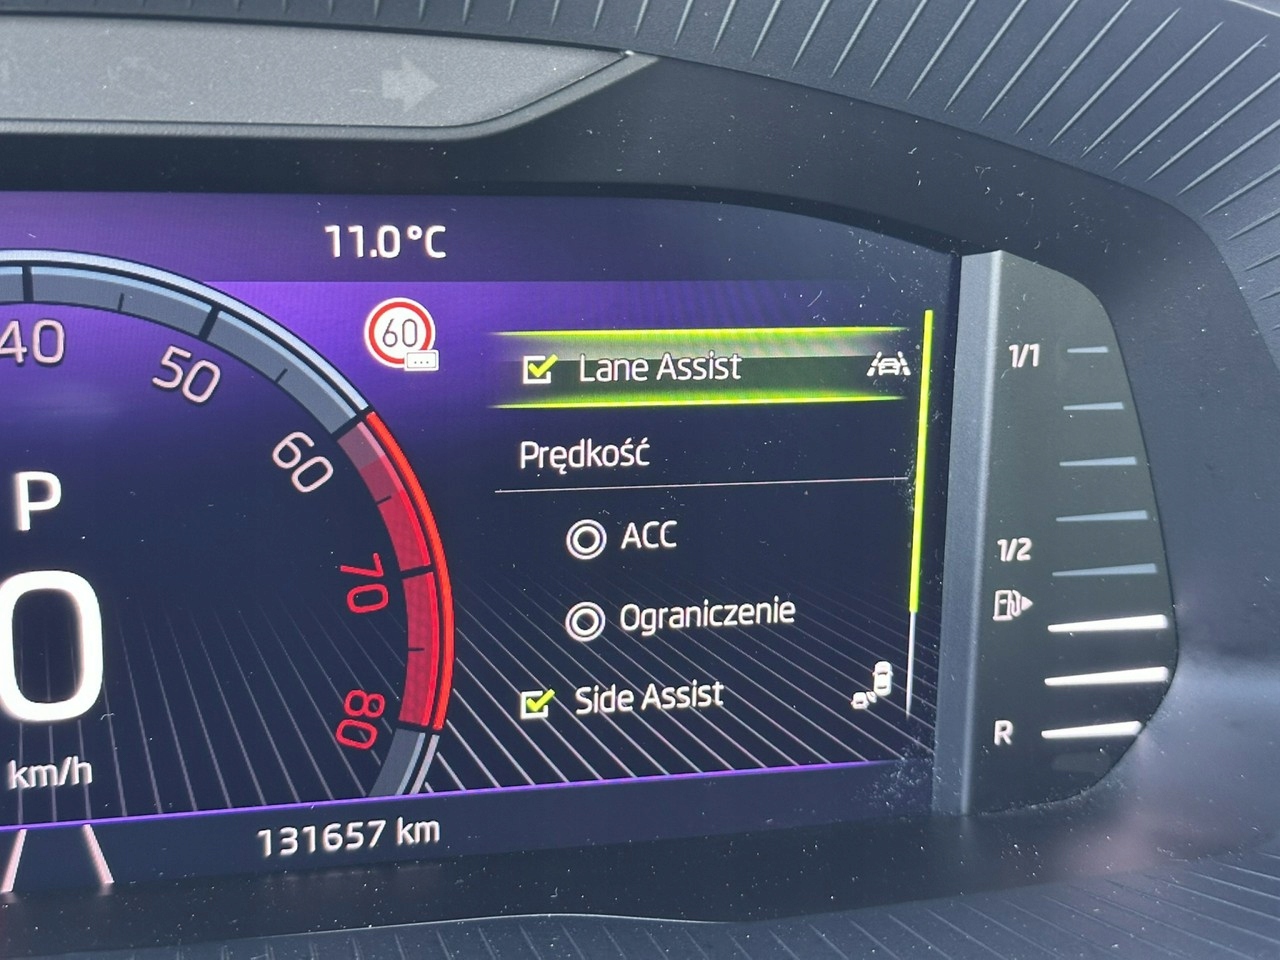 11.0°C
60
40
50
60
70
80
P
0
km/h
131657 km
Lane Assist
Prędkość
ACC
Ograniczenie
Side Assist
1/1
1/2
R